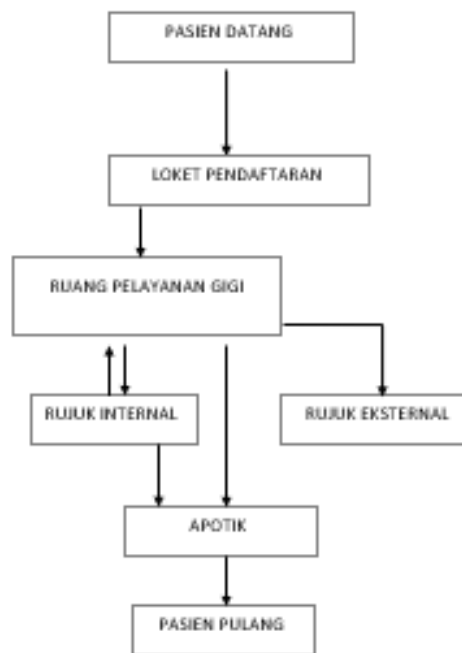 PASIEN DATANG
LOKET PENDAFTARAN
RUANG PELAYANAN GIGI
RUJUK INTERNAL
RUJUK EKSTERNAL
APOTIK
PASIEN PULANG